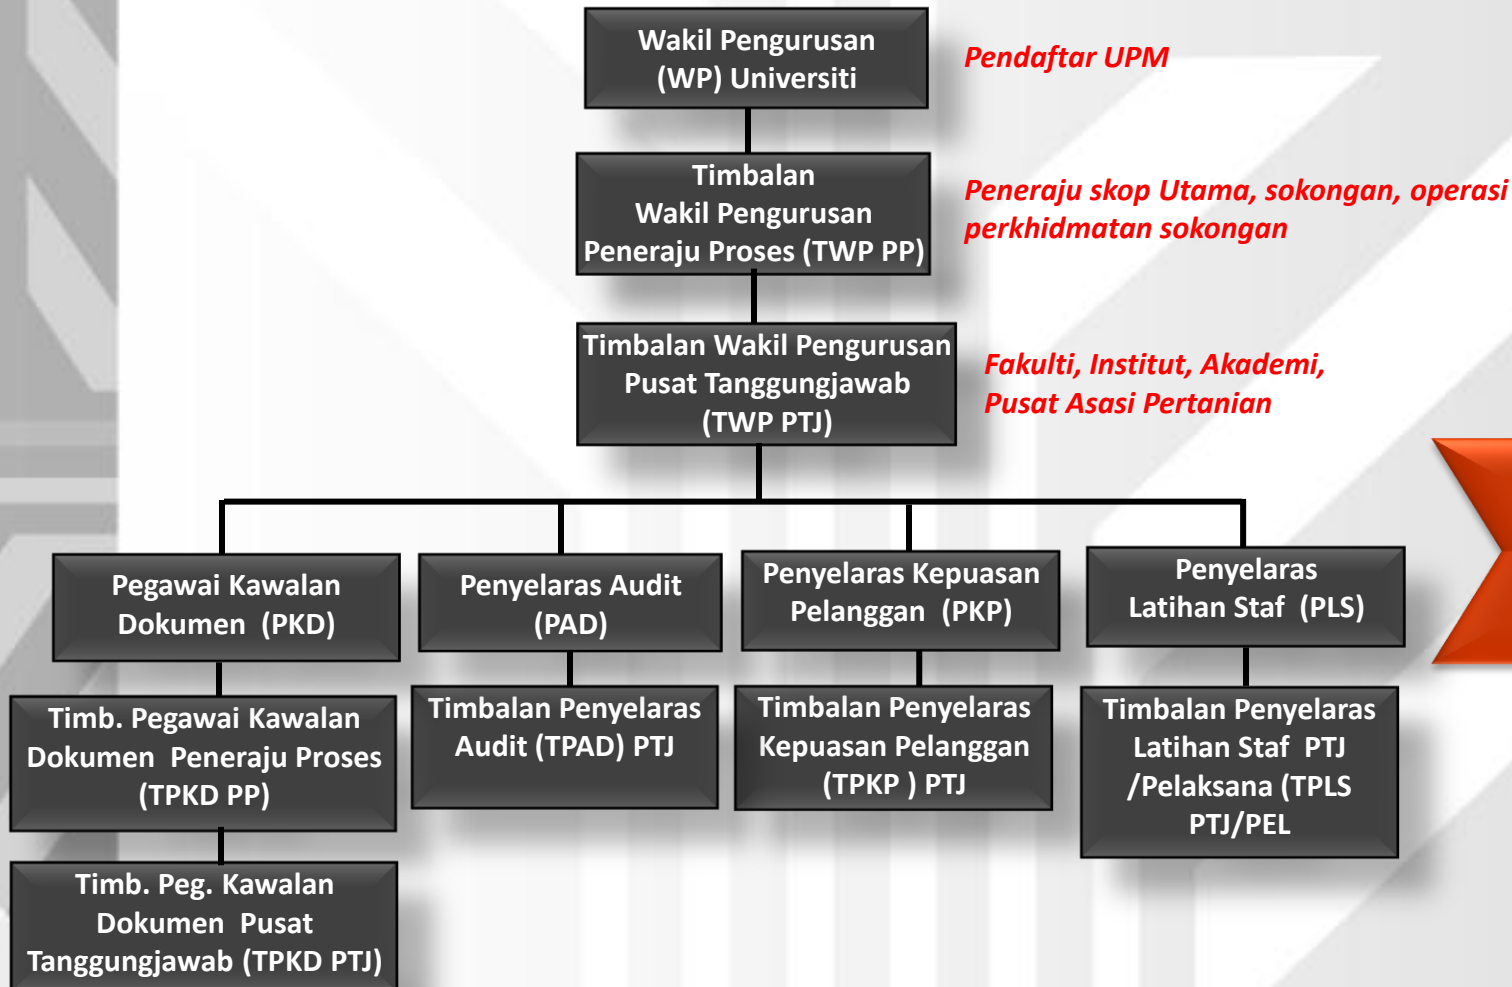 Wakil Pengurusan
(WP) Universiti
Pendaftar UPM
Timbalan
Wakil Pengurusan
Peneraju Proses (TWP PP)
Peneraju skop Utama, sokongan, operasi
perkhidmatan sokongan
Timbalan Wakil Pengurusan
Pusat Tanggungjawab
(TWP PTJ)
Fakulti, Institut, Akademi,
Pusat Asasi Pertanian
Pegawai Kawalan
Dokumen (PKD)
Penyelaras Audit
(PAD)
Penyelaras Kepuasan
Pelanggan (PKP)
Penyelaras
Latihan Staf (PLS)
Timb. Pegawai Kawalan
Dokumen Peneraju Proses
(TPKD PP)
Timbalan Penyelaras
Audit (TPAD) PTJ
Timbalan Penyelaras
Kepuasan Pelanggan
(TPKP ) PTJ
Timbalan Penyelaras
Latihan Staf PTJ
/Pelaksana (TPLS
PTJ/PEL
Timb. Peg. Kawalan
Dokumen Pusat
Tanggungjawab (TPKD PTJ)